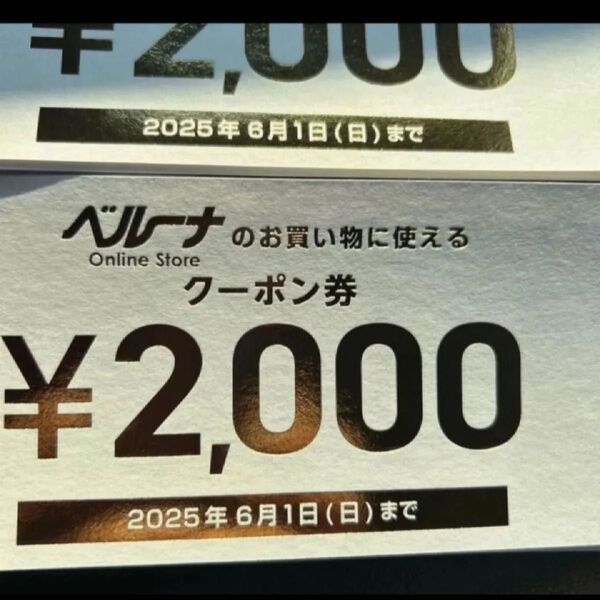 ¥2,000
2025年6月1日(日)まで
ベルーナのお買い物に使える
Online Store
クーポン券
¥2,000
2025年6月1日(日)まで